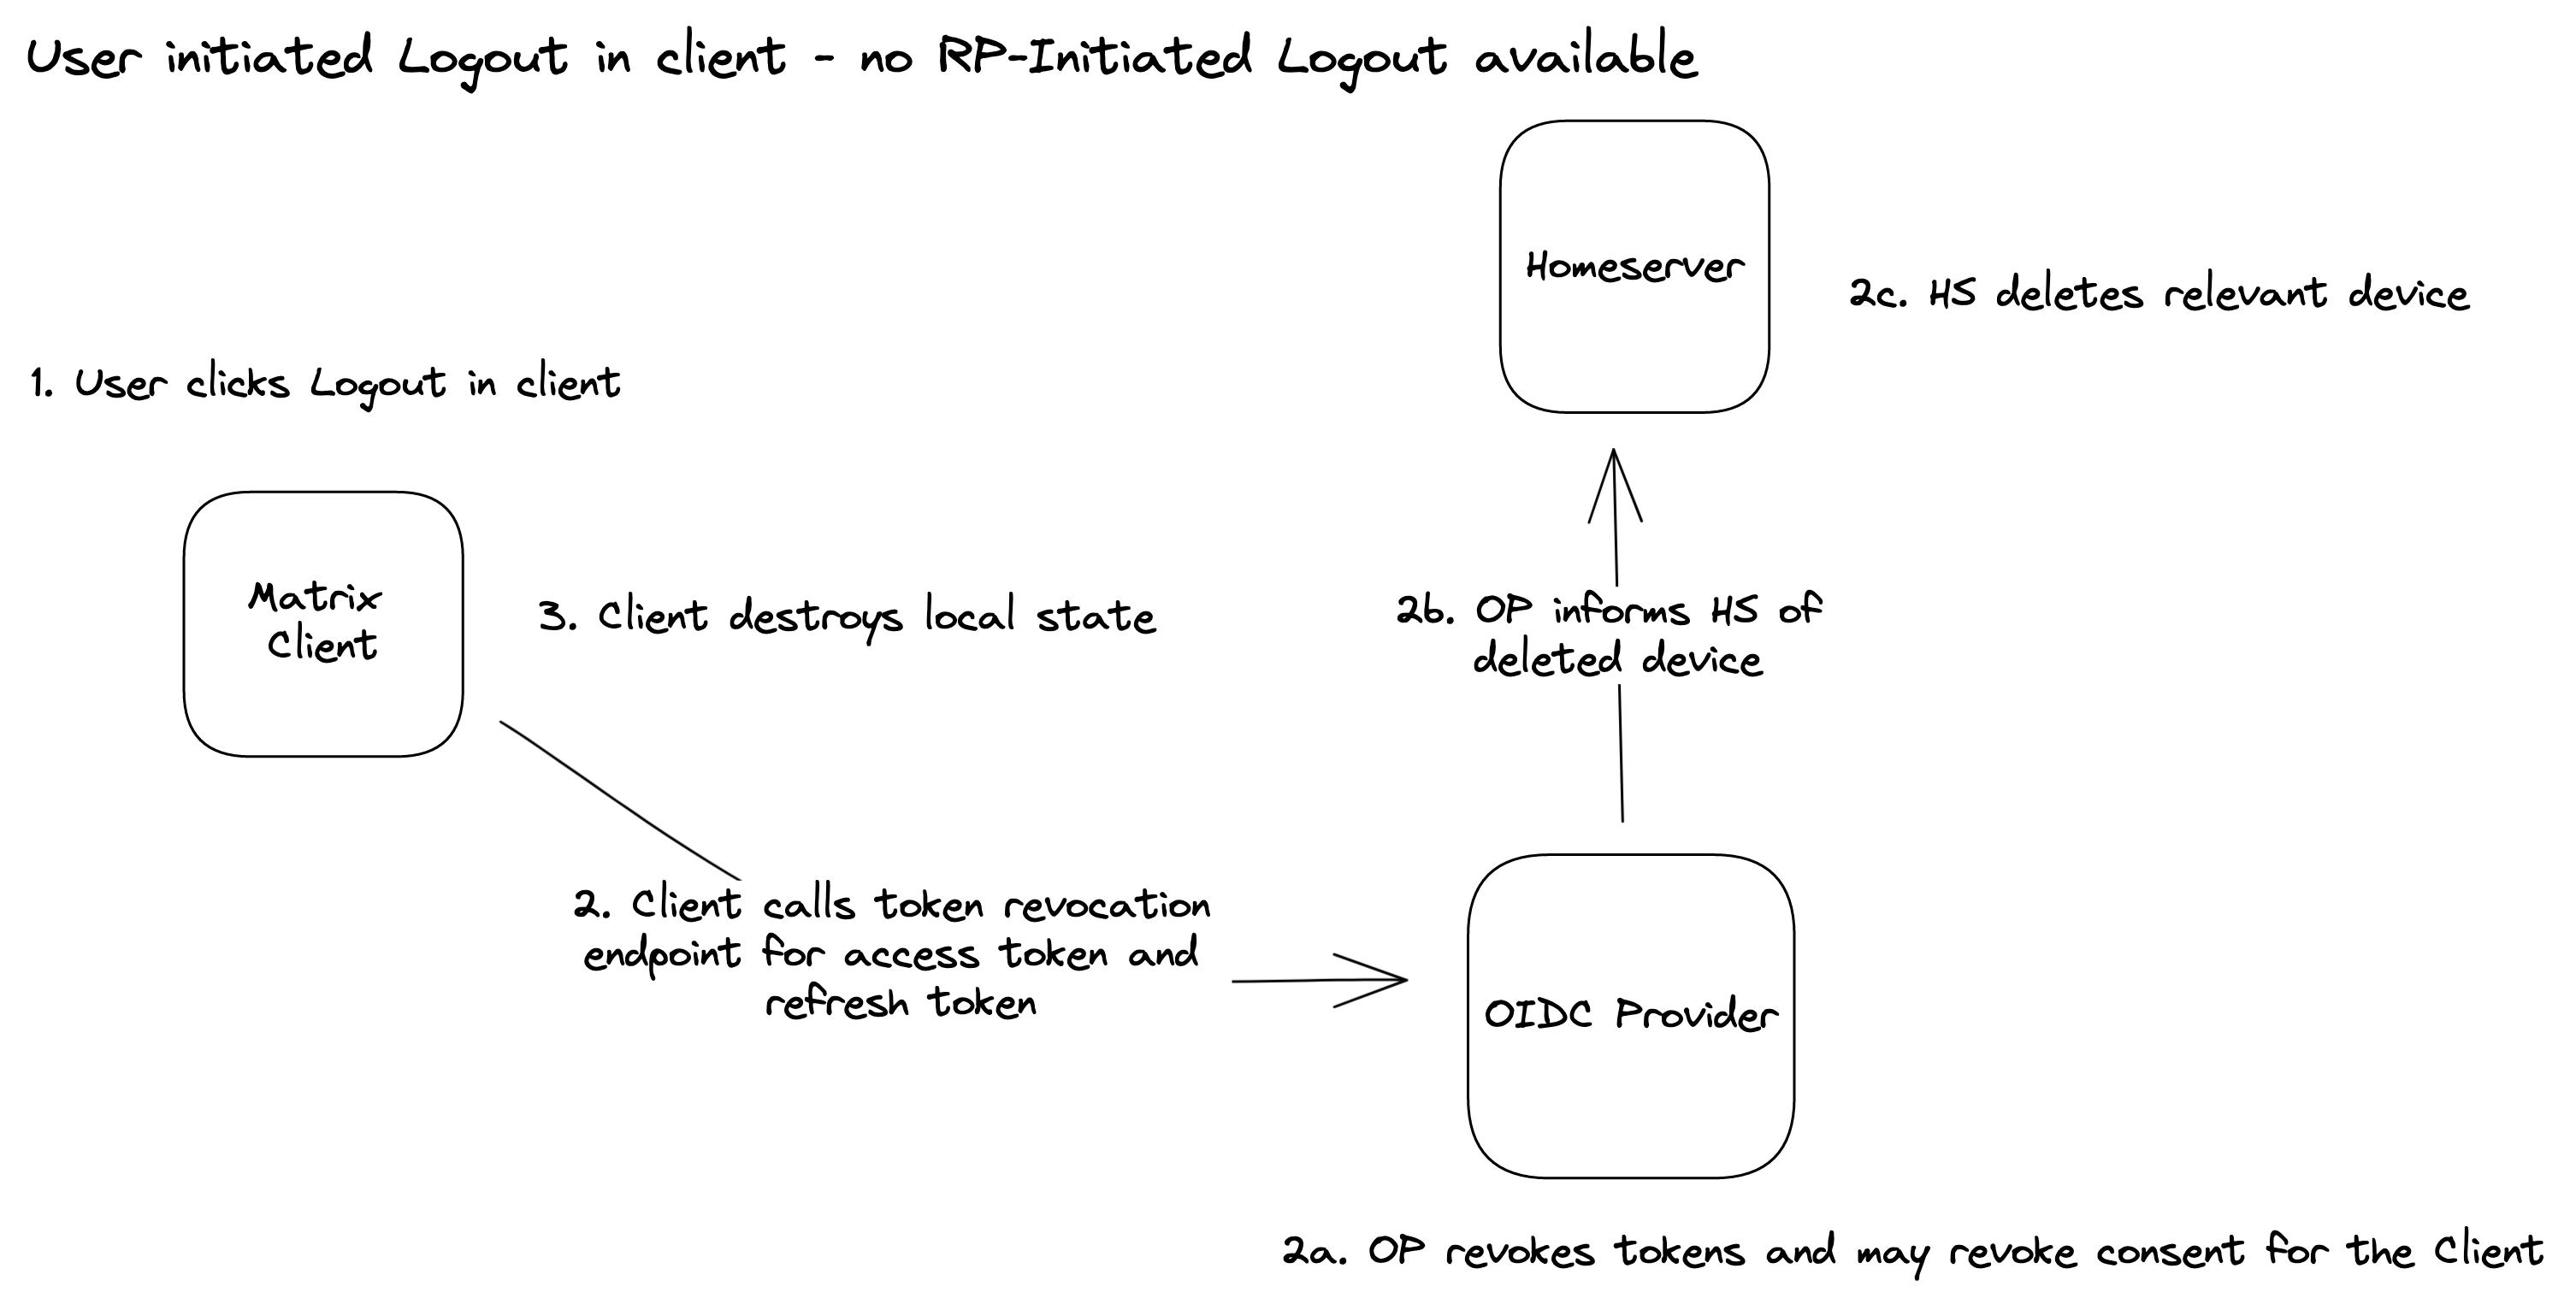 User initiated Logout in client - no RP-Initiated Logout available
Homeserver
2c. HS deletes relevant device
1. User clicks Logout in client
Matrix
Client
3. Client destroys local state
2b. OP informs HS of
deleted device
2. Client calls token revocation
endpoint for access token and
refresh token
OIDC Provider
2a. OP revokes tokens and may revoke consent for the Client